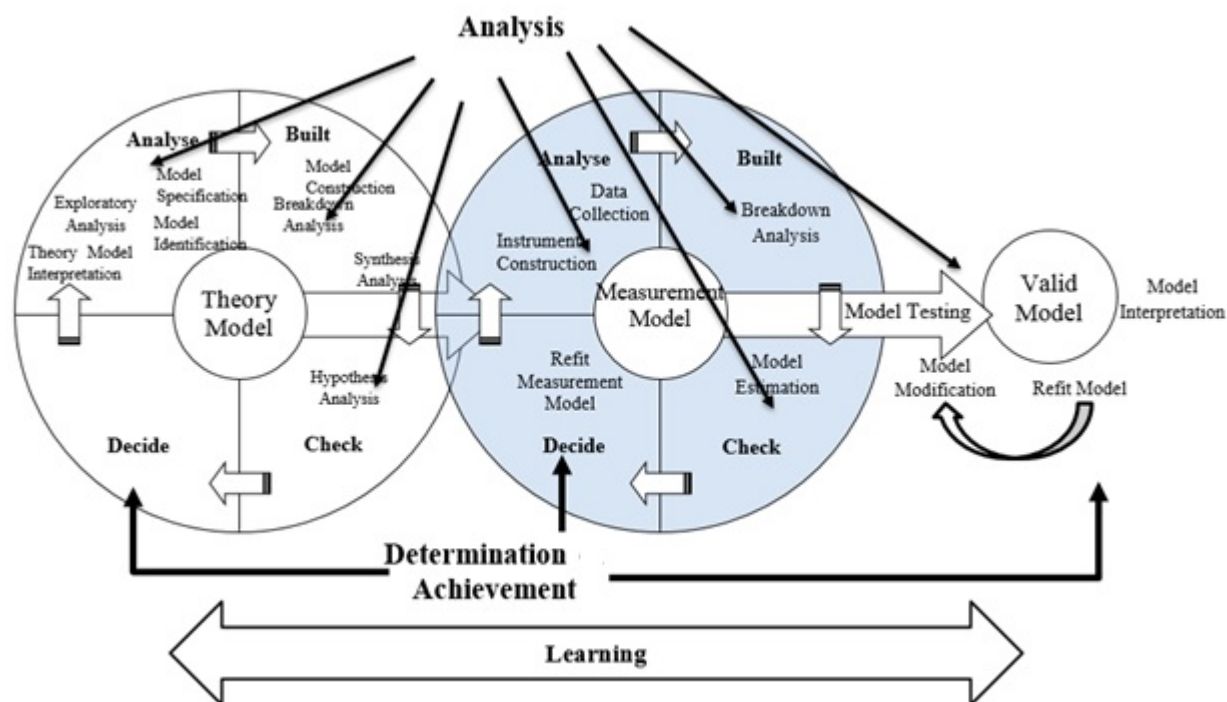 Analysis
Analyse
Built
Model
Specification
Exploratory
Analysis
Model
Identification
Theory Model
Interpretation
Model
Construction
Breakdown
Analysis
Synthesis
Analysis
Theory
Model
Hypothesis
Analysis
Decide
Check
Analyse
Built
Data
Collection
Instrument
Construction
Breakdown
Analysis
Measurement
Model
Model Testing
Refit
Measurement
Model
Model
Estimation
Decide
Check
Valid
Model
Model
Interpretation
Model
Modification
Refit Model
Determination
Achievement
Learning